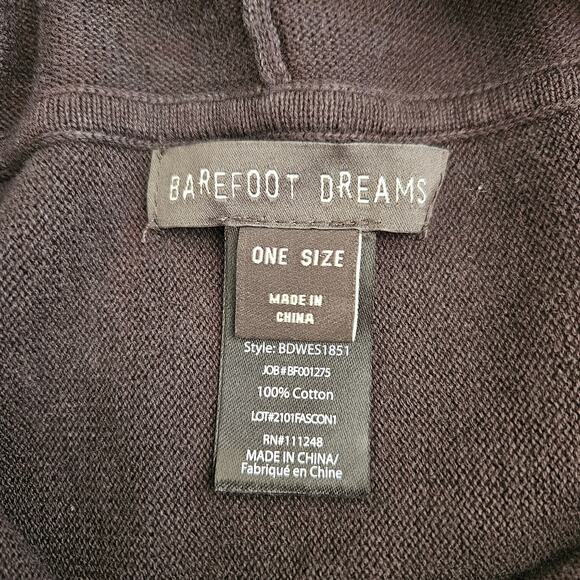 BAREFOOT DREAMS
ONE SIZE
MADE IN
CHINA
Style: BDWES1851
JOB # BF001275
100% Cotton
LOT#2101FASCON1
RN#111248
MADE IN CHINA/
Fabriqué en Chine